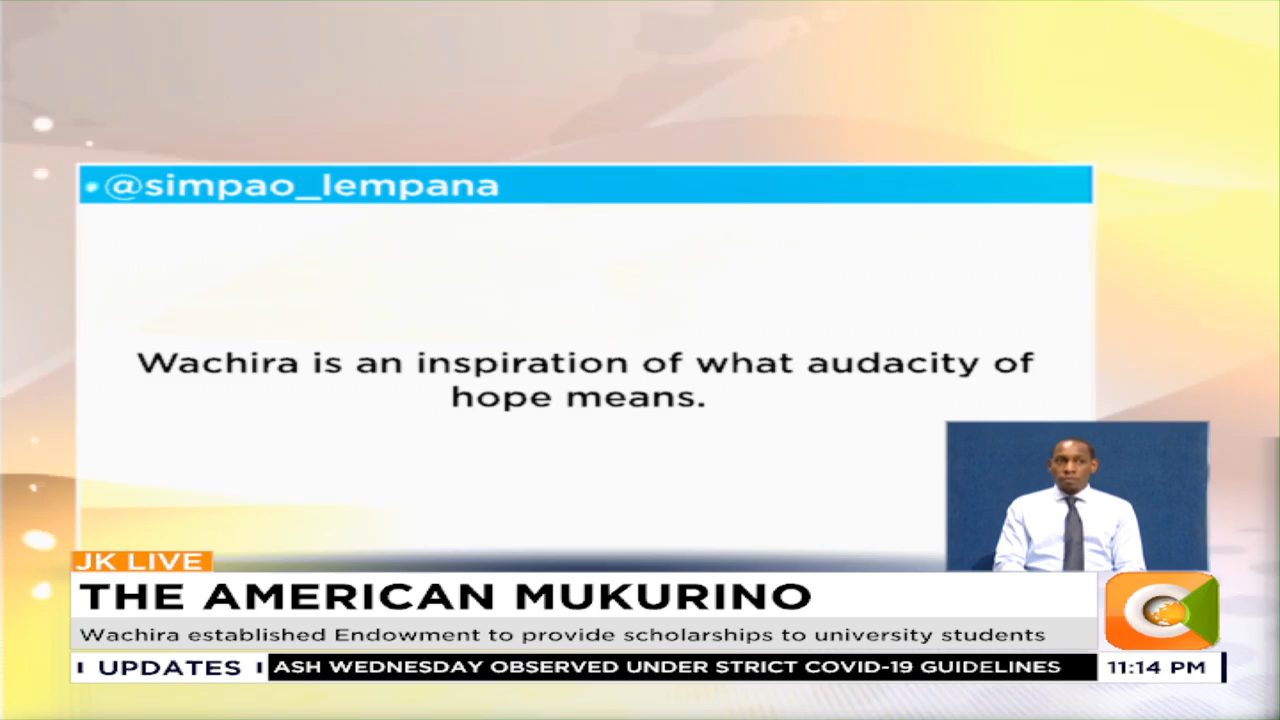 @simpao_lempana
Wachira is an inspiration of what audacity of
hope means.
JK LIVE
THE AMERICAN MUKURINO
Wachira established Endowment to provide scholarships to university students
UPDATES
ASH WEDNESDAY OBSERVED UNDER STRICT COVID-19 GUIDELINES
11:14 PM